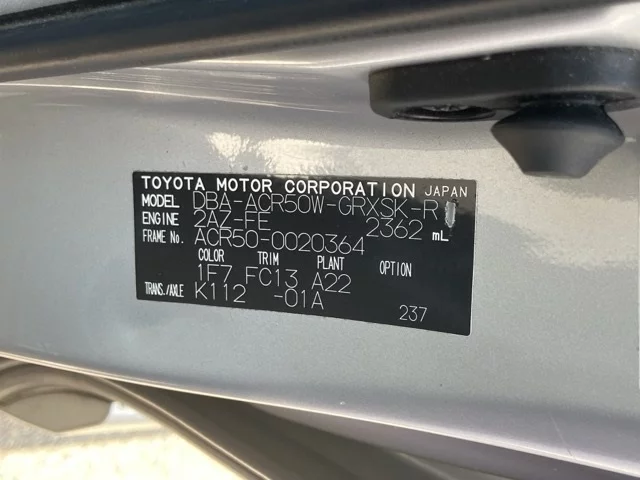 TOYOTA MOTOR CORPORATION JAPAN
MODEL DBA-ACR50W-GRXSK-R
ENGINE 2AZ-FE 2362 mL
FRAME No. ACR50-0020364
COLOR TRIM PLANT OPTION
1F7 FC13 A22
TRANS./AXLE K112 -01A
237